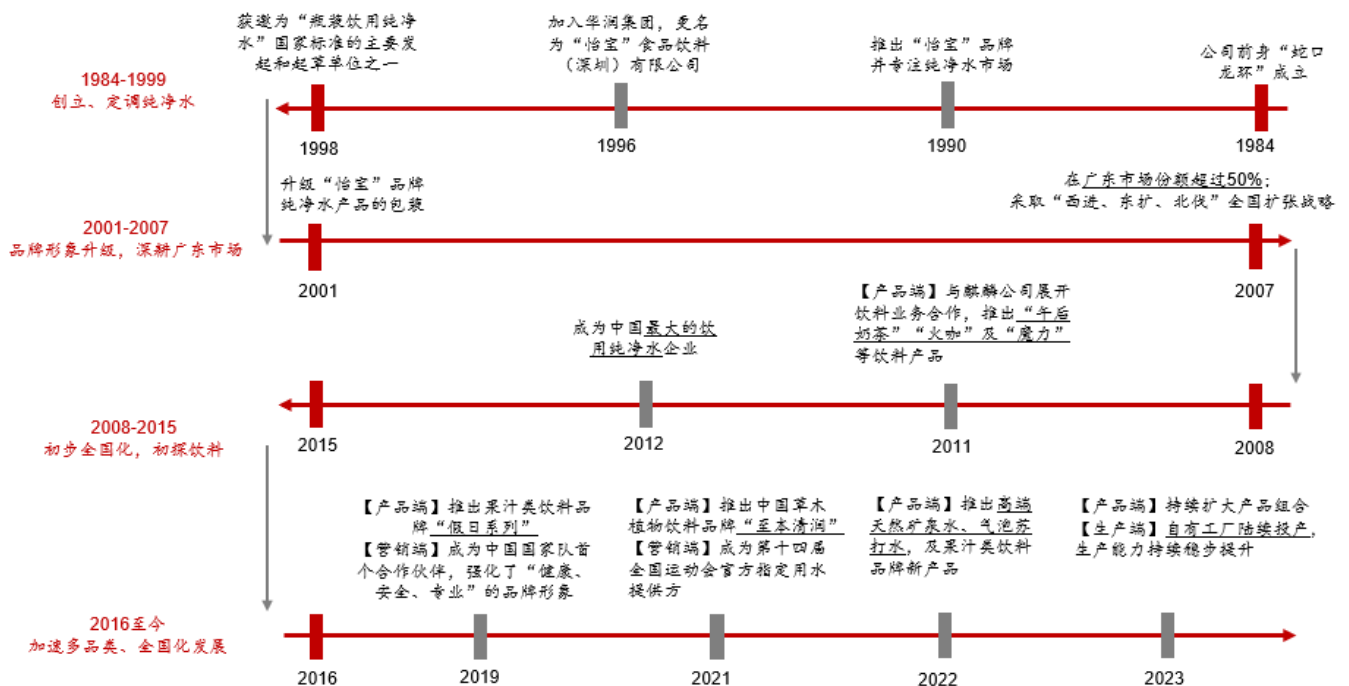 1984-1999
创立、定调纯净水
获邀为“瓶装饮用纯净
水”国家标准的主要发
起和起草单位之一
加入华润集团，更名
为“怡宝”食品饮料
（深圳）有限公司
推出“怡宝”品牌
并专注纯净水市场
公司前身“蛇口
龙环”成立
1998
1996
1990
1984
2001-2007
品牌形象升级，深耕广东市场
升级“怡宝”品牌
纯净水产品的包装
在广东市场份额超过50%；
采取“西进、东扩、北伐”全国扩张战略
2001
2007
2008-2015
初步全国化，初探饮料
成为中国最大的饮
用纯净水企业
【产品端】与麒麟公司展开
饮料业务合作，推出“午后
奶茶”“火咖”及“魔力”
等饮料产品
2015
2012
2011
2008
2016至今
加速多品类、全国化发展
【产品端】推出果汁类饮料品
牌“假日系列”
【营销端】成为中国国家队首
个合作伙伴，强化了“健康、
安全、专业”的品牌形象
【产品端】推出中国草木
植物饮料品牌“至本清润”
【营销端】成为第十四届
全国运动会官方指定用水
提供方
【产品端】推出高端
天然矿泉水、气泡苏
打水，及果汁类饮料
品牌新产品
【产品端】持续扩大产品组合
【生产端】自有工厂陆续投产，
生产能力持续稳步提升
2016
2019
2021
2022
2023